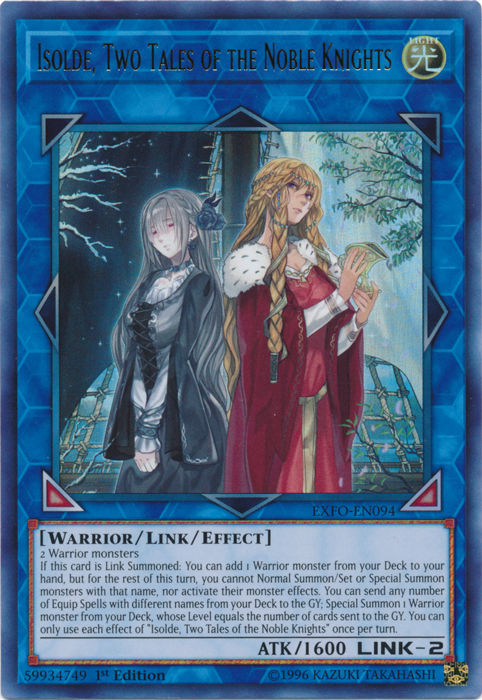 ISOLDE, TWO TALES OF THE NOBLE KNIGHTS
LIGHT
光
EXFO-EN094
[WARRIOR/LINK/EFFECT]
2 Warrior monsters
If this card is Link Summoned: You can add 1 Warrior monster from your Deck to your
hand, but for the rest of this turn, you cannot Normal Summon/Set or Special Summon
monsters with that name, nor activate their monster effects. You can send any number
of Equip Spells with different names from your Deck to the GY; Special Summon 1 Warrior
monster from your Deck, whose Level equals the number of cards sent to the GY. You can
only use each effect of "Isolde, Two Tales of the Noble Knights" once per turn.
ATK/1600 LINK-2
59934749 1st Edition ©1996 KAZUKI TAKAHASHI